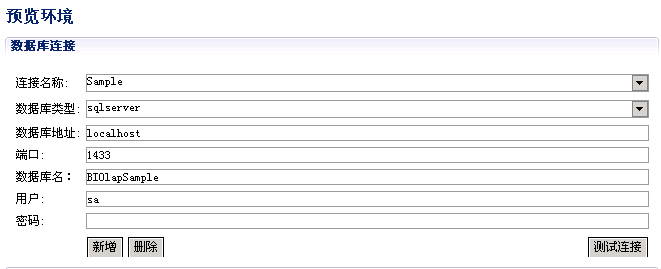 预览环境
数据库连接
连接名称: Sample
数据库类型: sqlserver
数据库地址: localhost
端口: 1433
数据库名: BIOlapSample
用户: sa
密码:
新增 删除 测试连接